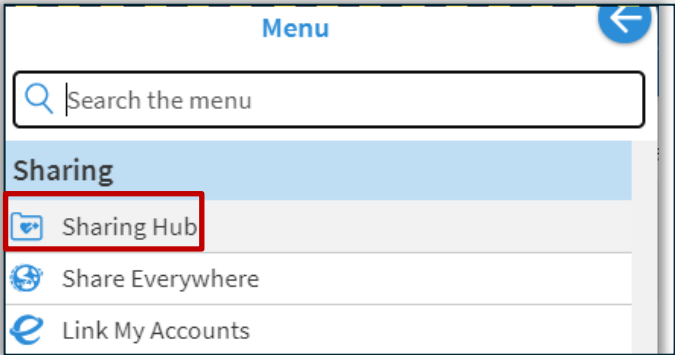 Menu
Search the menu
Sharing
Sharing Hub
Share Everywhere
Link My Accounts